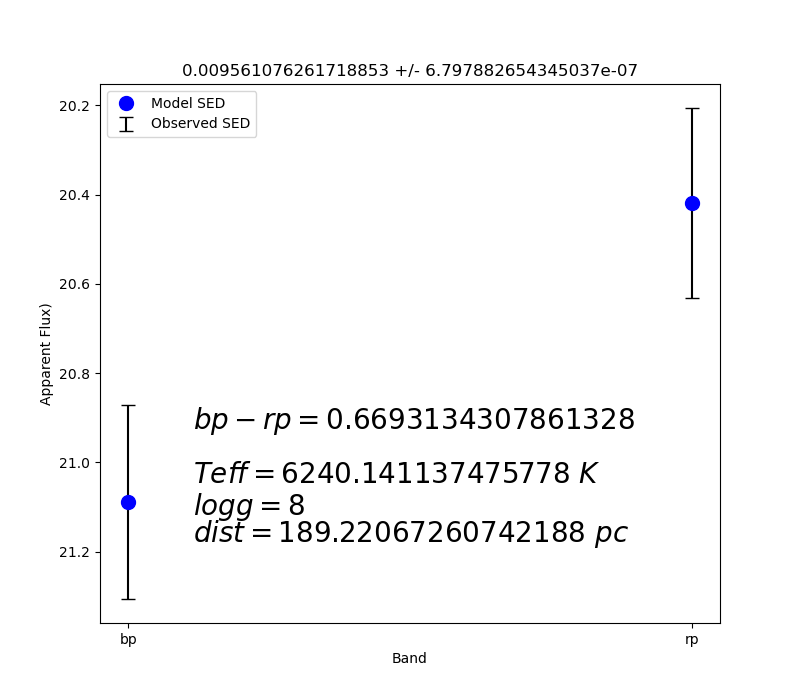 0.009561076261718853 +/- 6.797882654345037e-07
Model SED
Observed SED
20.2
20.4
20.6
20.8
21.0
21.2
Apparent Flux)
bp − rp = 0.6693134307861328
Teff = 6240.141137475778 K
logg = 8
dist = 189.22067260742188 pc
bp
rp
Band